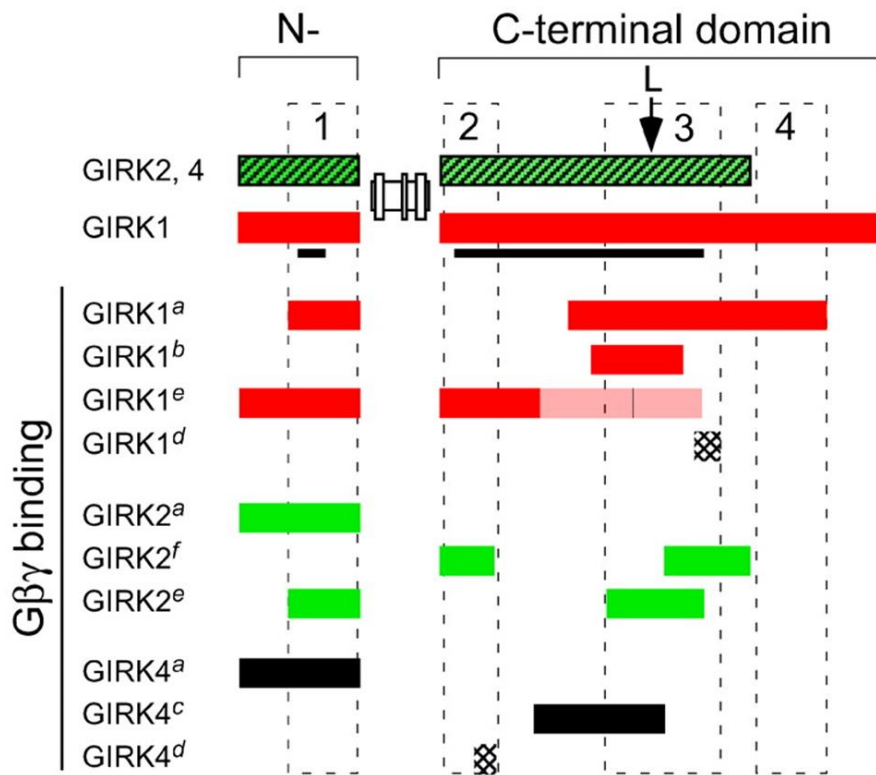 N- C-terminal domain
L
1 2 3 4
GIRK2, 4
GIRK1
GIRK1a
GIRK1b
GIRK1e
GIRK1d
GIRK2a
GIRK2f
GIRK2e
GIRK4a
GIRK4c
GIRK4d
Gβγ binding